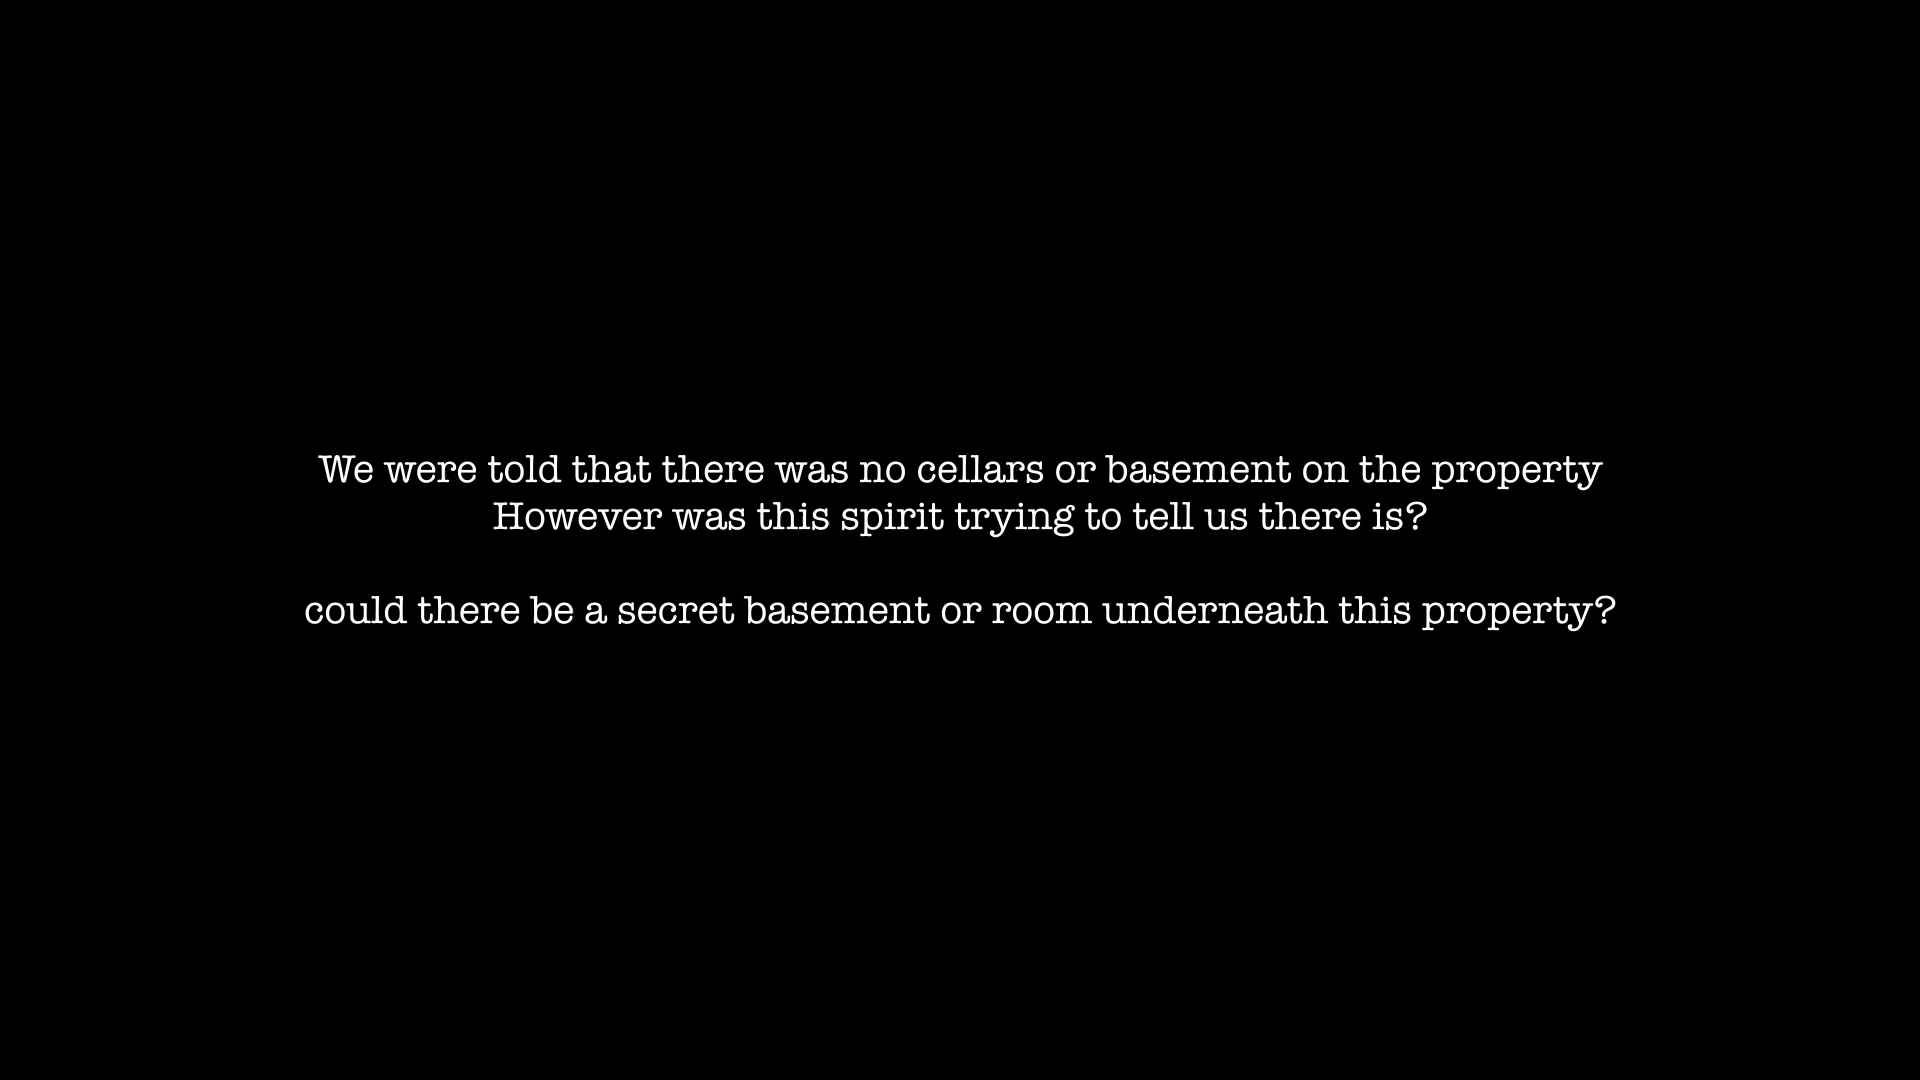 We were told that there was no cellars or basement on the property
However was this spirit trying to tell us there is?
could there be a secret basement or room underneath this property?